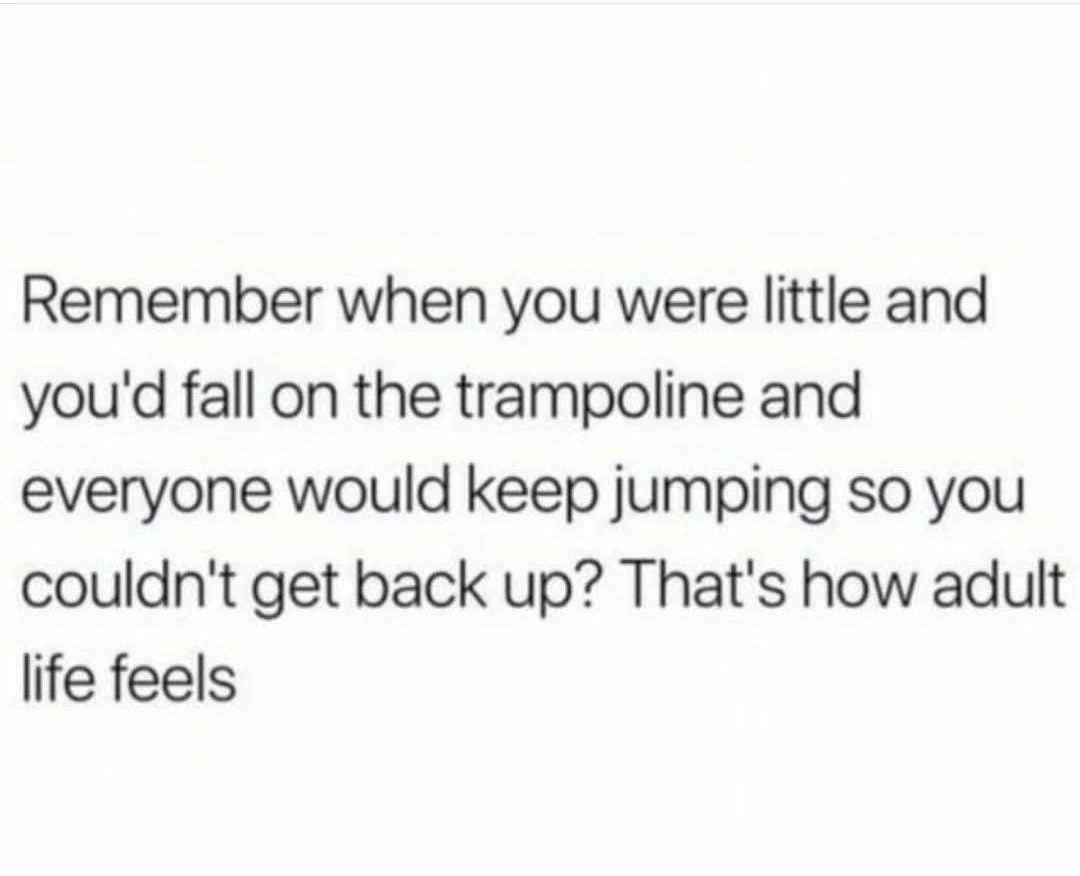 Remember when you were little and
you'd fall on the trampoline and
everyone would keep jumping so you
couldn't get back up? That's how adult
life feels